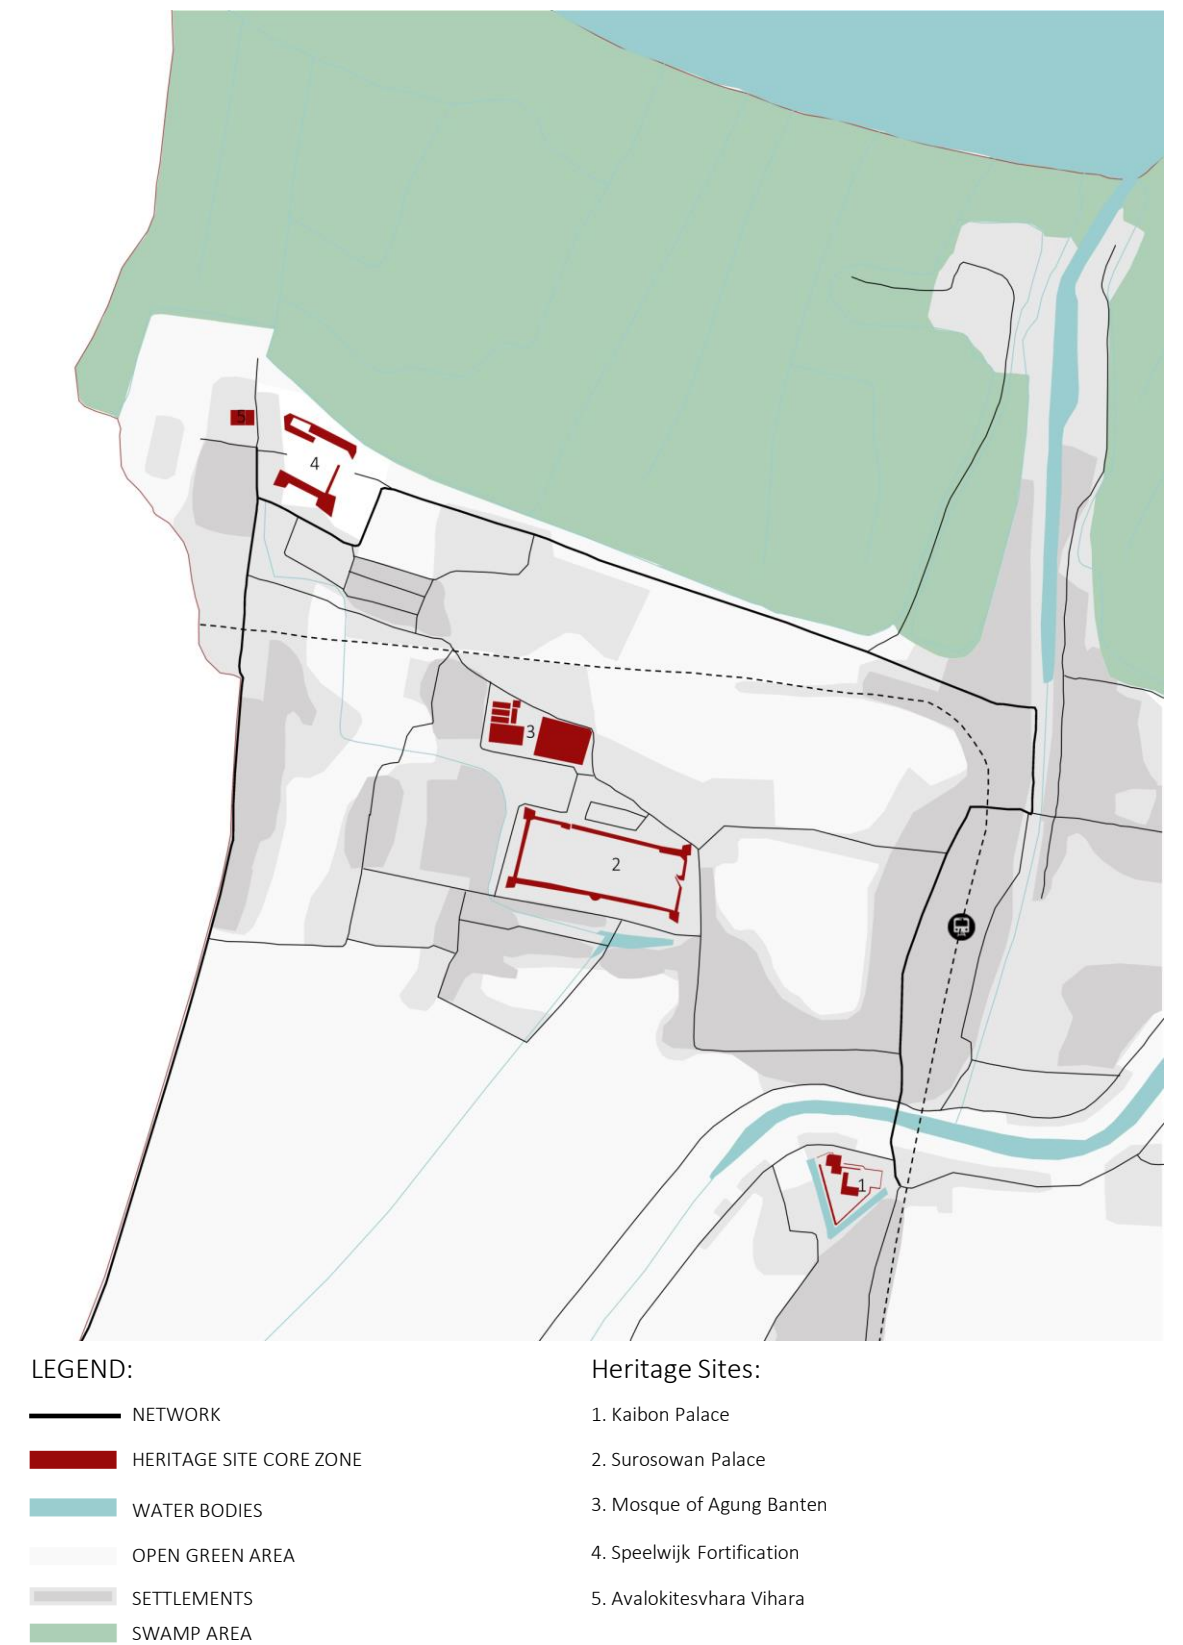 5
4
3
2
1
LEGEND:
NETWORK
HERITAGE SITE CORE ZONE
WATER BODIES
OPEN GREEN AREA
SETTLEMENTS
SWAMP AREA
Heritage Sites:
1. Kaibon Palace
2. Surosowan Palace
3. Mosque of Agung Banten
4. Speelwijk Fortification
5. Avalokitesvhara Vihara